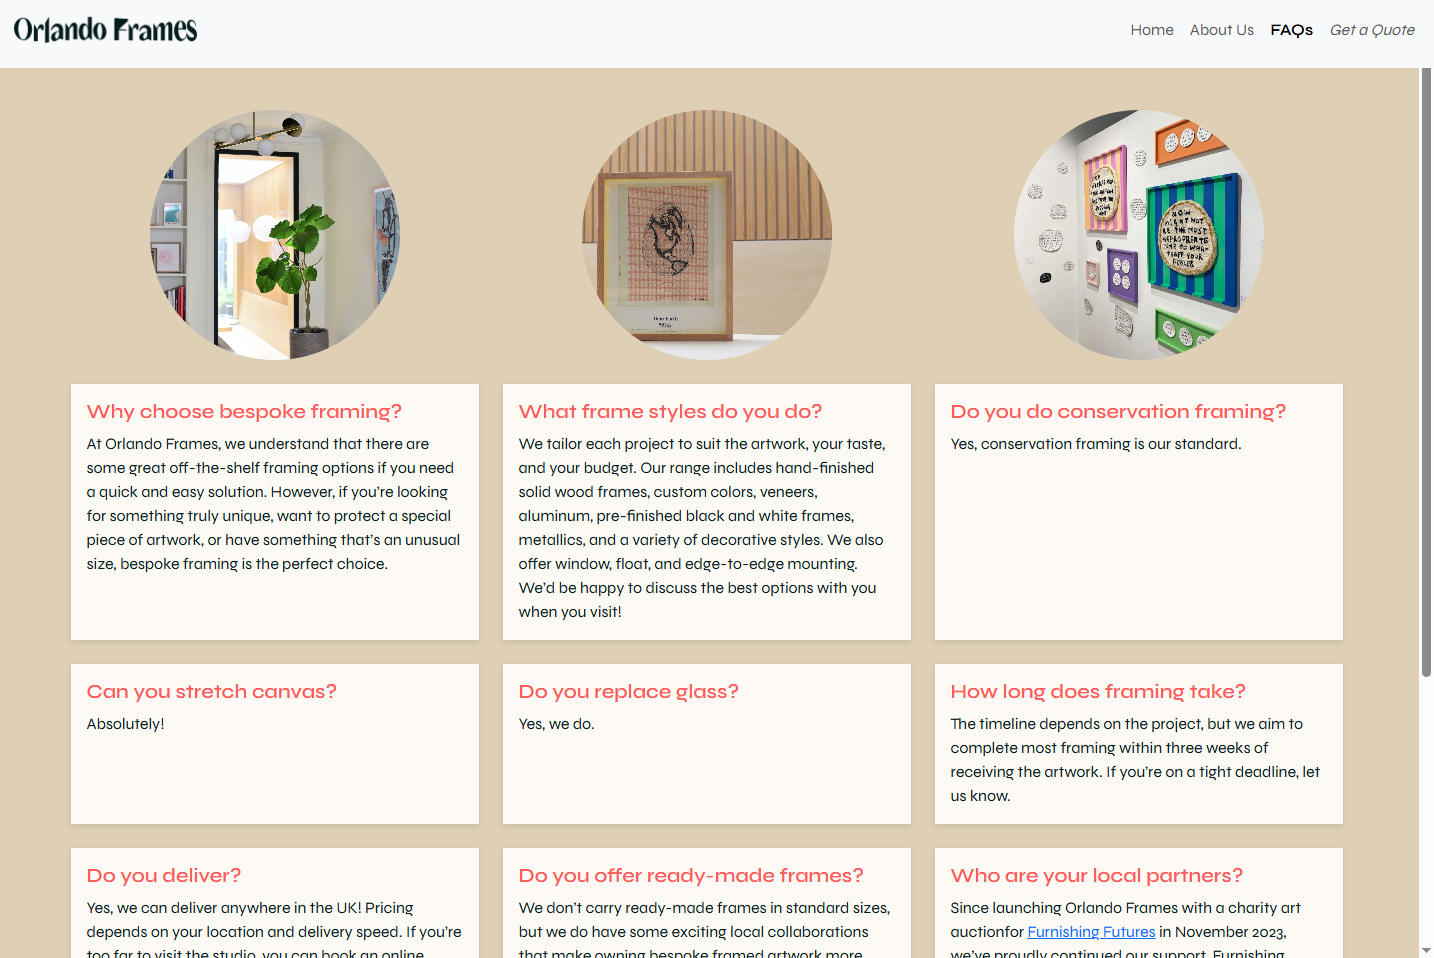 Orlando Frames
Home About Us FAQs Get a Quote
NOW
MIGHT NOT
BE THE MOST
APPROPRIATE
TIME TO WHA-
TSAPP YOUR
DEALER
Why choose bespoke framing?
At Orlando Frames, we understand that there are
some great off-the-shelf framing options if you need
a quick and easy solution. However, if you're looking
for something truly unique, want to protect a special
piece of artwork, or have something that's an unusual
size, bespoke framing is the perfect choice.
What frame styles do you do?
We tailor each project to suit the artwork, your taste,
and your budget. Our range includes hand-finished
solid wood frames, custom colors, veneers,
aluminum, pre-finished black and white frames,
metallics, and a variety of decorative styles. We also
offer window, float, and edge-to-edge mounting.
We'd be happy to discuss the best options with you
when you visit!
Do you do conservation framing?
Yes, conservation framing is our standard.
Can you stretch canvas?
Absolutely!
Do you replace glass?
Yes, we do.
How long does framing take?
The timeline depends on the project, but we aim to
complete most framing within three weeks of
receiving the artwork. If you're on a tight deadline, let
us know.
Do you deliver?
Yes, we can deliver anywhere in the UK! Pricing
depends on your location and delivery speed. If you're
too far to visit the studio, you can book an online
Do you offer ready-made frames?
We don't carry ready-made frames in standard sizes,
but we do have some exciting local collaborations
that make owning bespoke framed artwork more
Who are your local partners?
Since launching Orlando Frames with a charity art
auctionfor Furnishing Futures in November 2023,
we've proudly continued our support. Furnishing